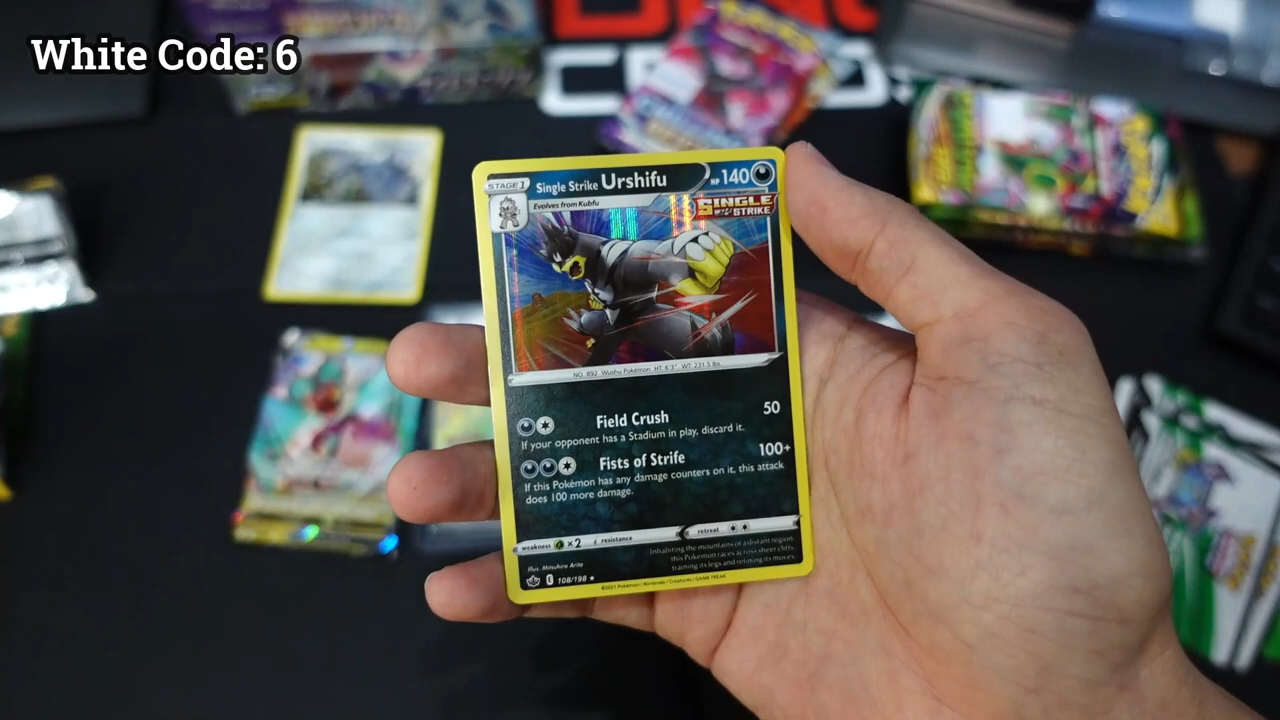 White Code: 6
STAGE 1
Single Strike Urshifu
HP 140
Evolves from Kubfu
SINGLE
STRIKE
NO. 892 Wushu Pokémon HT: 6'3" WT: 231.5 lbs
Field Crush 50
If your opponent has a Stadium in play, discard it.
Fists of Strife 100+
If this Pokémon has any damage counters on it, this attack
does 100 more damage.
weakness ×2 resistance retreat
Inhabiting the mountains of a distant region,
this Pokémon races across sheer cliffs,
training its legs and refining its moves.
Illus. Mitsuhiro Arita
108/198
©2021 Pokémon / Nintendo / Creatures / GAME FREAK